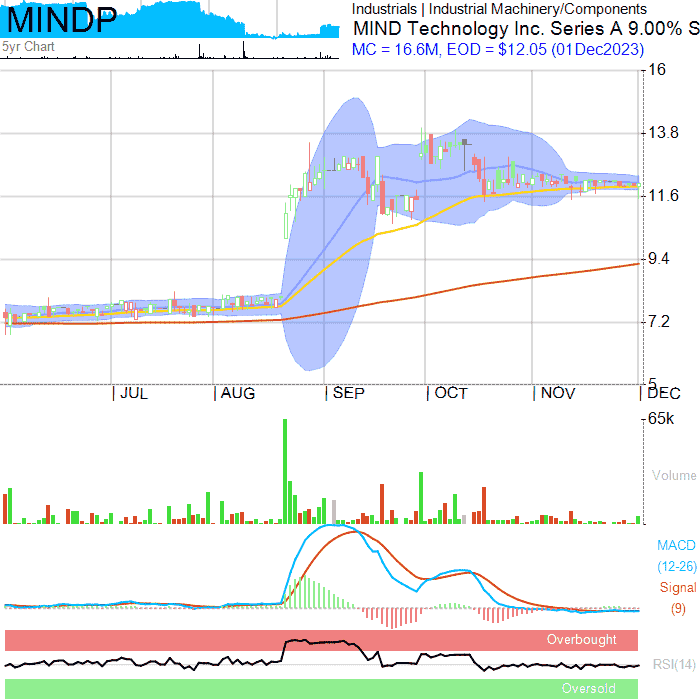 MINDP
5yr Chart
Industrials | Industrial Machinery/Components
MIND Technology Inc. Series A 9.00% S
MC = 16.6M, EOD = $12.05 (01Dec2023)
16
13.8
11.6
9.4
7.2
5
JUL AUG SEP OCT NOV DEC
65k
Volume
MACD
(12-26)
Signal
(9)
Overbought
RSI(14)
Oversold